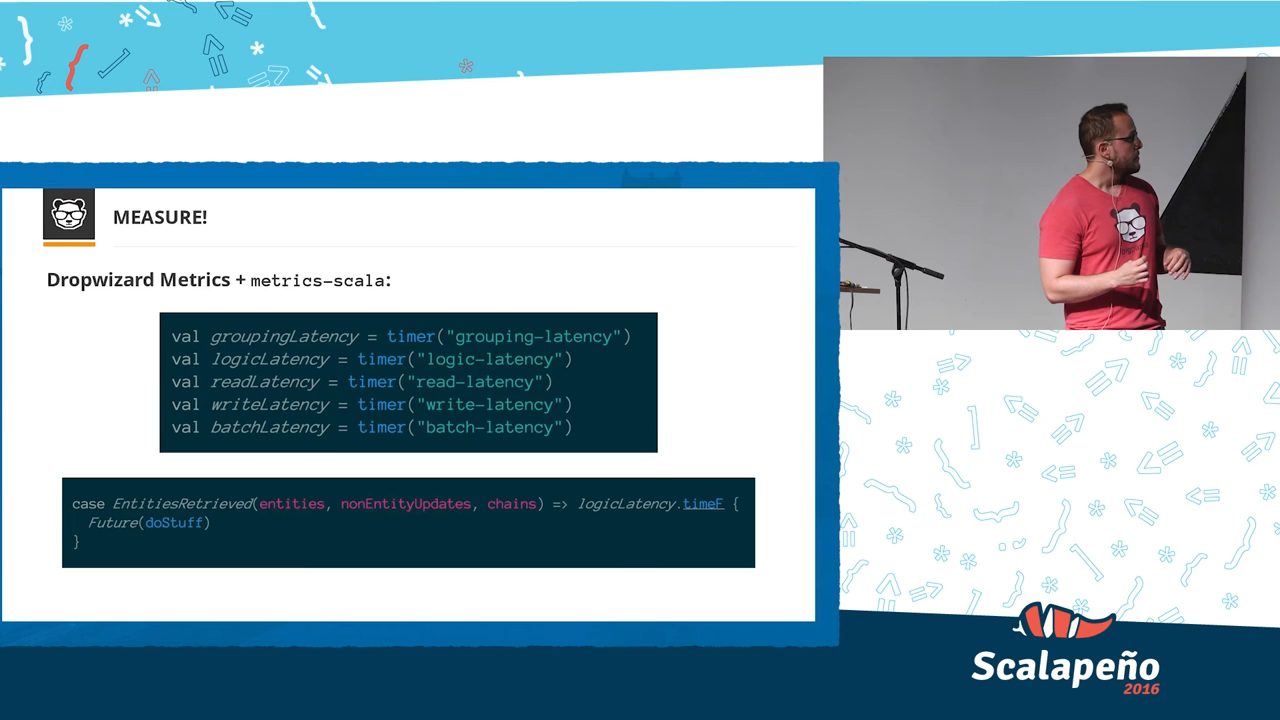 MEASURE!
Dropwizard Metrics + metrics-scala:
val groupingLatency = timer("grouping-latency")
val logicLatency = timer("logic-latency")
val readLatency = timer("read-latency")
val writeLatency = timer("write-latency")
val batchLatency = timer("batch-latency")
case EntitiesRetrieved(entities, nonEntityUpdates, chains) => logicLatency.timeF {
Future(doStuff)
}
Scalapeño
2016